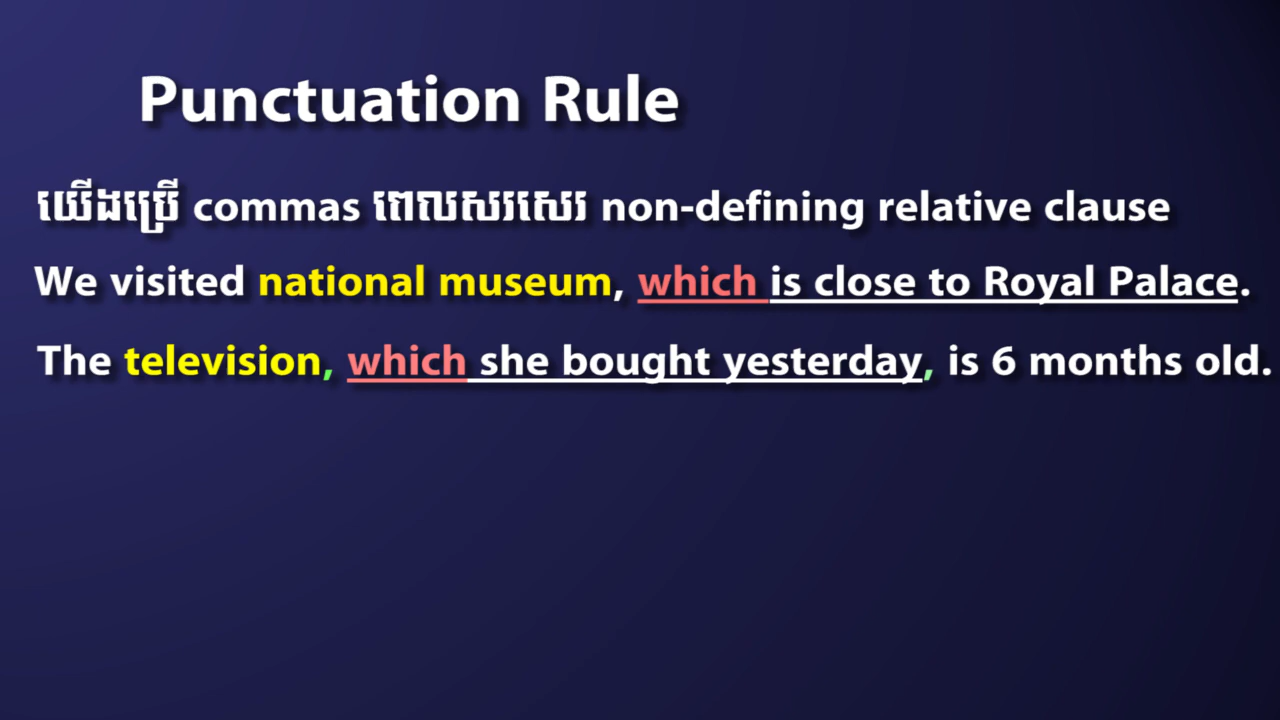 Punctuation Rule
យើងប្រើ commas ពេលសរសេរ non-defining relative clause
We visited national museum, which is close to Royal Palace.
The television, which she bought yesterday, is 6 months old.